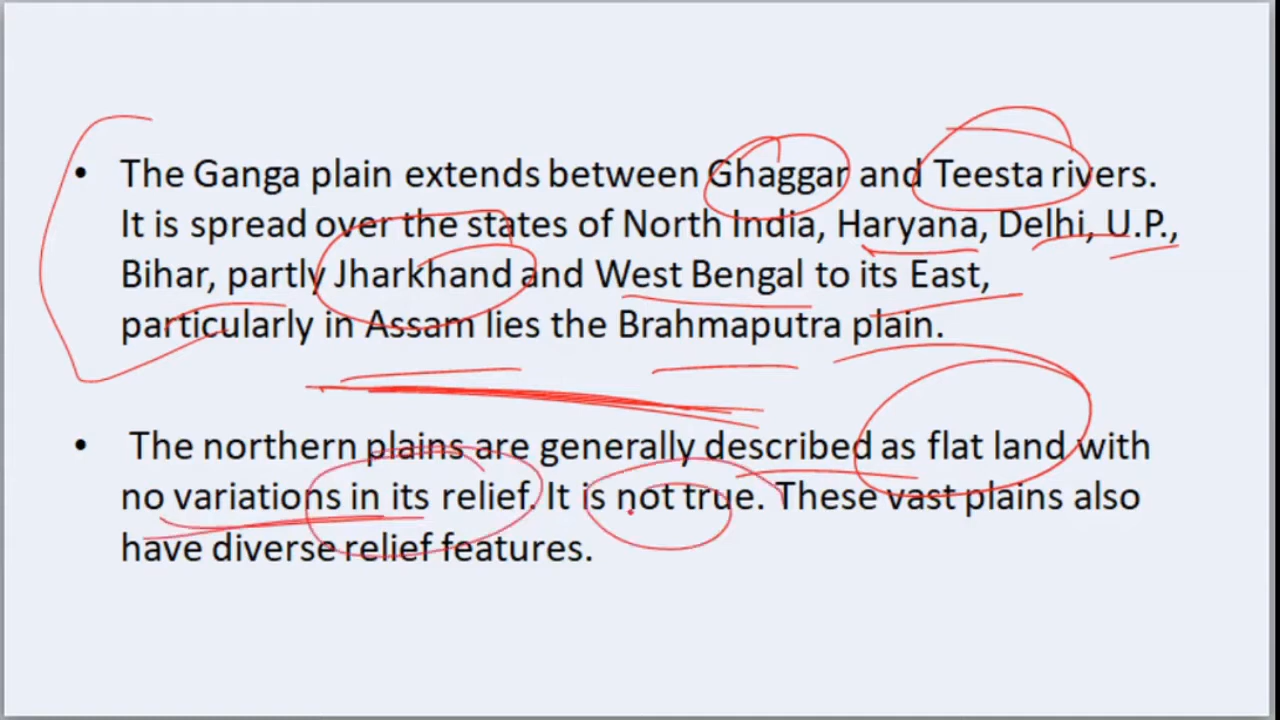 • The Ganga plain extends between Ghaggar and Teesta rivers.
It is spread over the states of North India, Haryana, Delhi, U.P.,
Bihar, partly Jharkhand and West Bengal to its East,
particularly in Assam lies the Brahmaputra plain.
• The northern plains are generally described as flat land with
no variations in its relief. It is not true. These vast plains also
have diverse relief features.